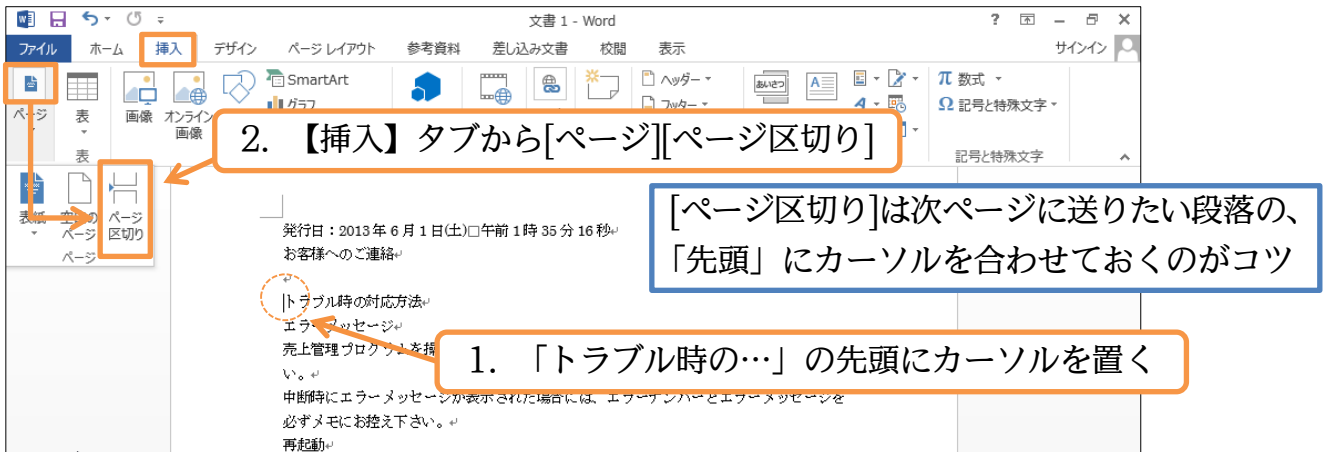 文書 1 - Word
ファイル ホーム 挿入 デザイン ページ レイアウト 参考資料 差し込み文書 校閲 表示 サインイン
SmartArt
グラフ
ヘッダー
フッター
あいさつ
π 数式
Ω 記号と特殊文字
ページ 表 画像 オンライン
画像
表
記号と特殊文字
2. 【挿入】タブから[ページ][ページ区切り]
表紙 空白の
ページ
ページ
区切り
ページ
[ページ区切り]は次ページに送りたい段落の、
「先頭」にカーソルを合わせておくのがコツ
発行日：2013年 6 月 1 日(土)□午前 1 時 35 分 16 秒↵
お客様へのご連絡↵
↵
トラブル時の対応方法↵
エラーメッセージ↵
売上管理プログラムを操
い。↵
1. 「トラブル時の…」の先頭にカーソルを置く
中断時にエラーメッセージが表示された場合には、エラーナンバーとエラーメッセージを
必ずメモにお控え下さい。↵
再起動↵